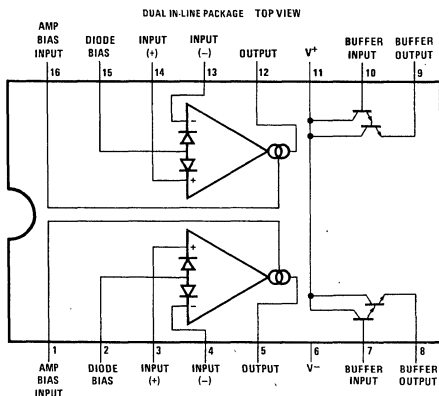 DUAL IN-LINE PACKAGE TOP VIEW
AMP BIAS INPUT
DIODE BIAS
INPUT (+)
INPUT (−)
OUTPUT
V+
BUFFER INPUT
BUFFER OUTPUT
16 15 14 13 12 11 10 9
−
+
+
−
1 2 3 4 5 6 7 8
AMP BIAS INPUT
DIODE BIAS
INPUT (+)
INPUT (−)
OUTPUT
V−
BUFFER INPUT
BUFFER OUTPUT